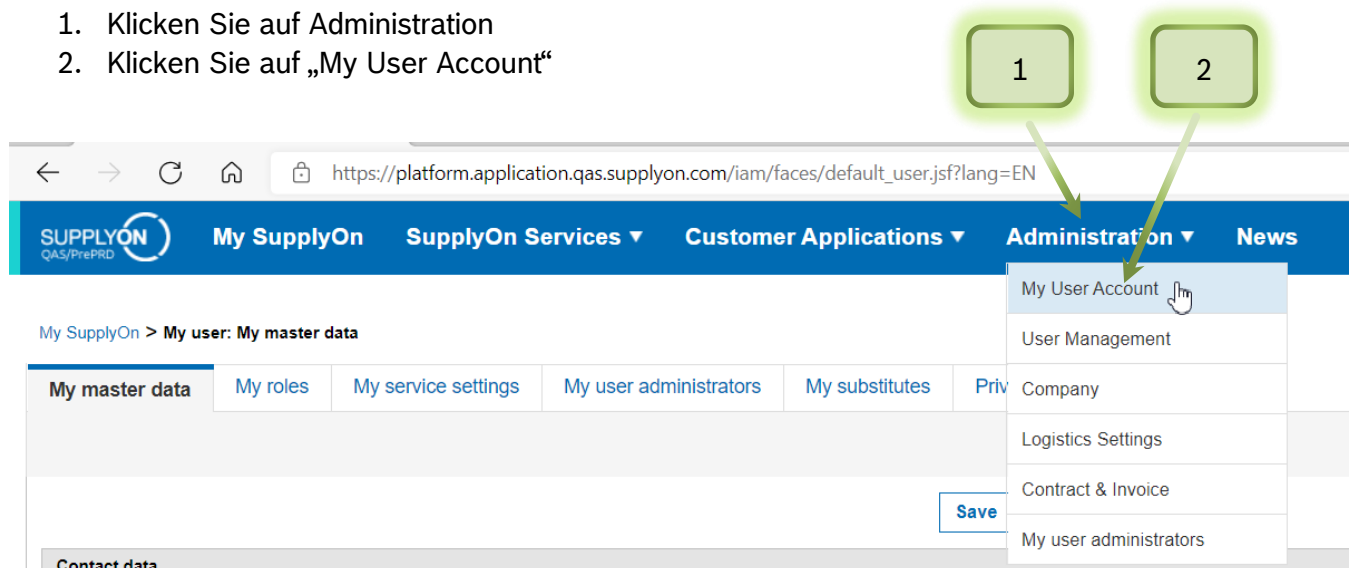 1. Klicken Sie auf Administration
2. Klicken Sie auf „My User Account“
1
2
https://platform.application.qas.supplyon.com/iam/faces/default_user.jsf?lang=EN
SUPPLYON
QAS/PrePRD
My SupplyOn SupplyOn Services ▼ Customer Applications ▼ Administration ▼ News
My User Account
User Management
Company
Logistics Settings
Contract & Invoice
My user administrators
My SupplyOn > My user: My master data
My master data My roles My service settings My user administrators My substitutes Priv
Save
Contact data